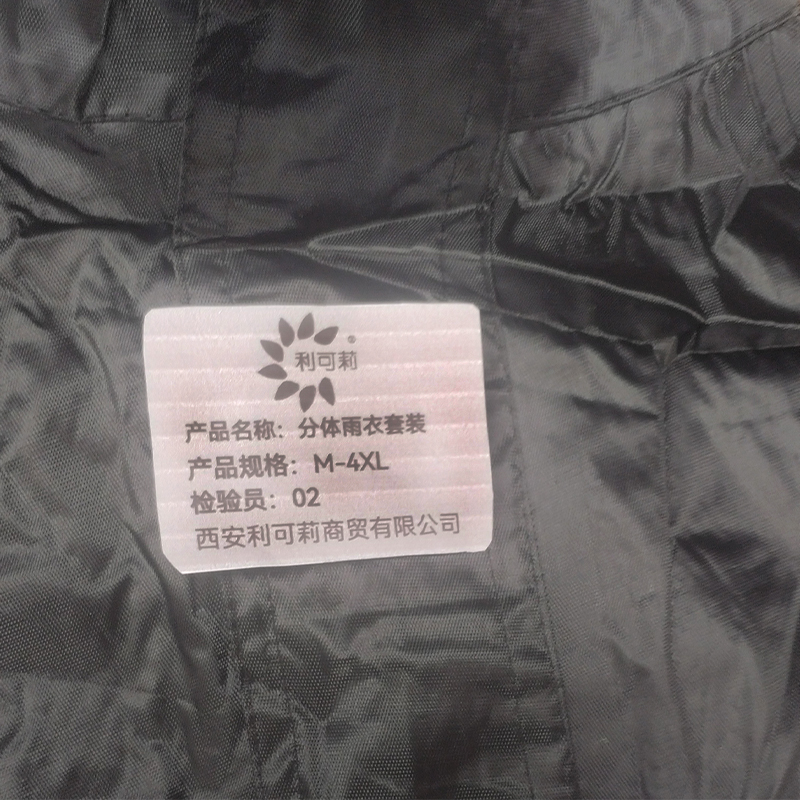 利可莉®
产品名称：分体雨衣套装
产品规格：M-4XL
检验员：02
西安利可莉商贸有限公司